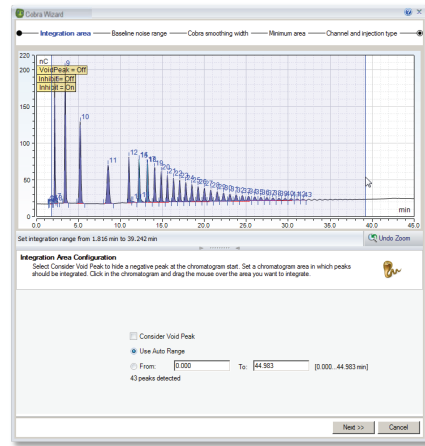 Cobra Wizard
Integration area Baseline noise range Cobra smoothing width Minimum area Channel and injection type
220
nC
VoidPeak = Off
Inhibit = Off
Inhibit = On
9
200
150
100
50
0
10
11
12
0.0 5.0 10.0 15.0 20.0 25.0 30.0 35.0 40.0 45.0
min
Set integration range from 1.816 min to 39.242 min
Undo Zoom
Integration Area Configuration
Select Consider Void Peak to hide a negative peak at the chromatogram start. Set a chromatogram area in which peaks
should be integrated. Click in the chromatogram and drag the mouse over the area you want to integrate.
Consider Void Peak
Use Auto Range
From: 0.000 To: 44.983 [0.000...44.983 min]
43 peaks detected
Next >> Cancel